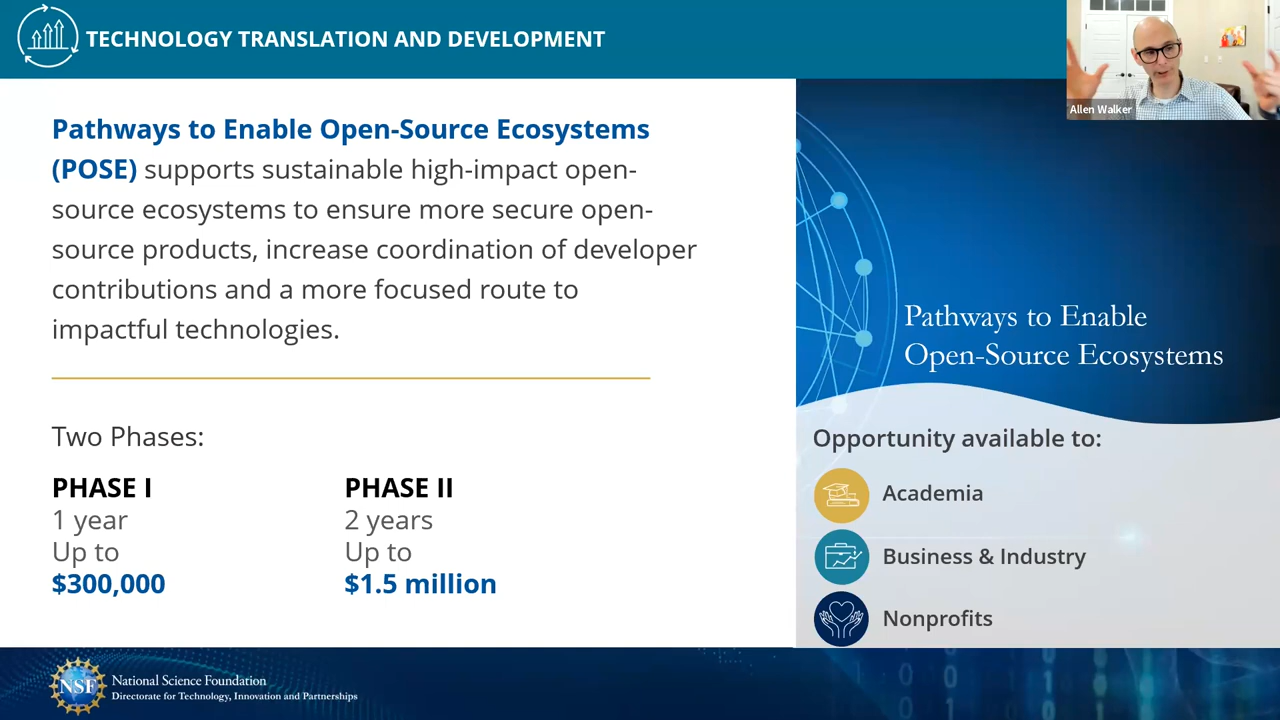 TECHNOLOGY TRANSLATION AND DEVELOPMENT
Allen Walker
Pathways to Enable Open-Source Ecosystems
(POSE) supports sustainable high-impact open-
source ecosystems to ensure more secure open-
source products, increase coordination of developer
contributions and a more focused route to
impactful technologies.
Two Phases:
PHASE I
1 year
Up to
$300,000
PHASE II
2 years
Up to
$1.5 million
Pathways to Enable
Open-Source Ecosystems
Opportunity available to:
Academia
Business & Industry
Nonprofits
NSF
National Science Foundation
Directorate for Technology, Innovation and Partnerships